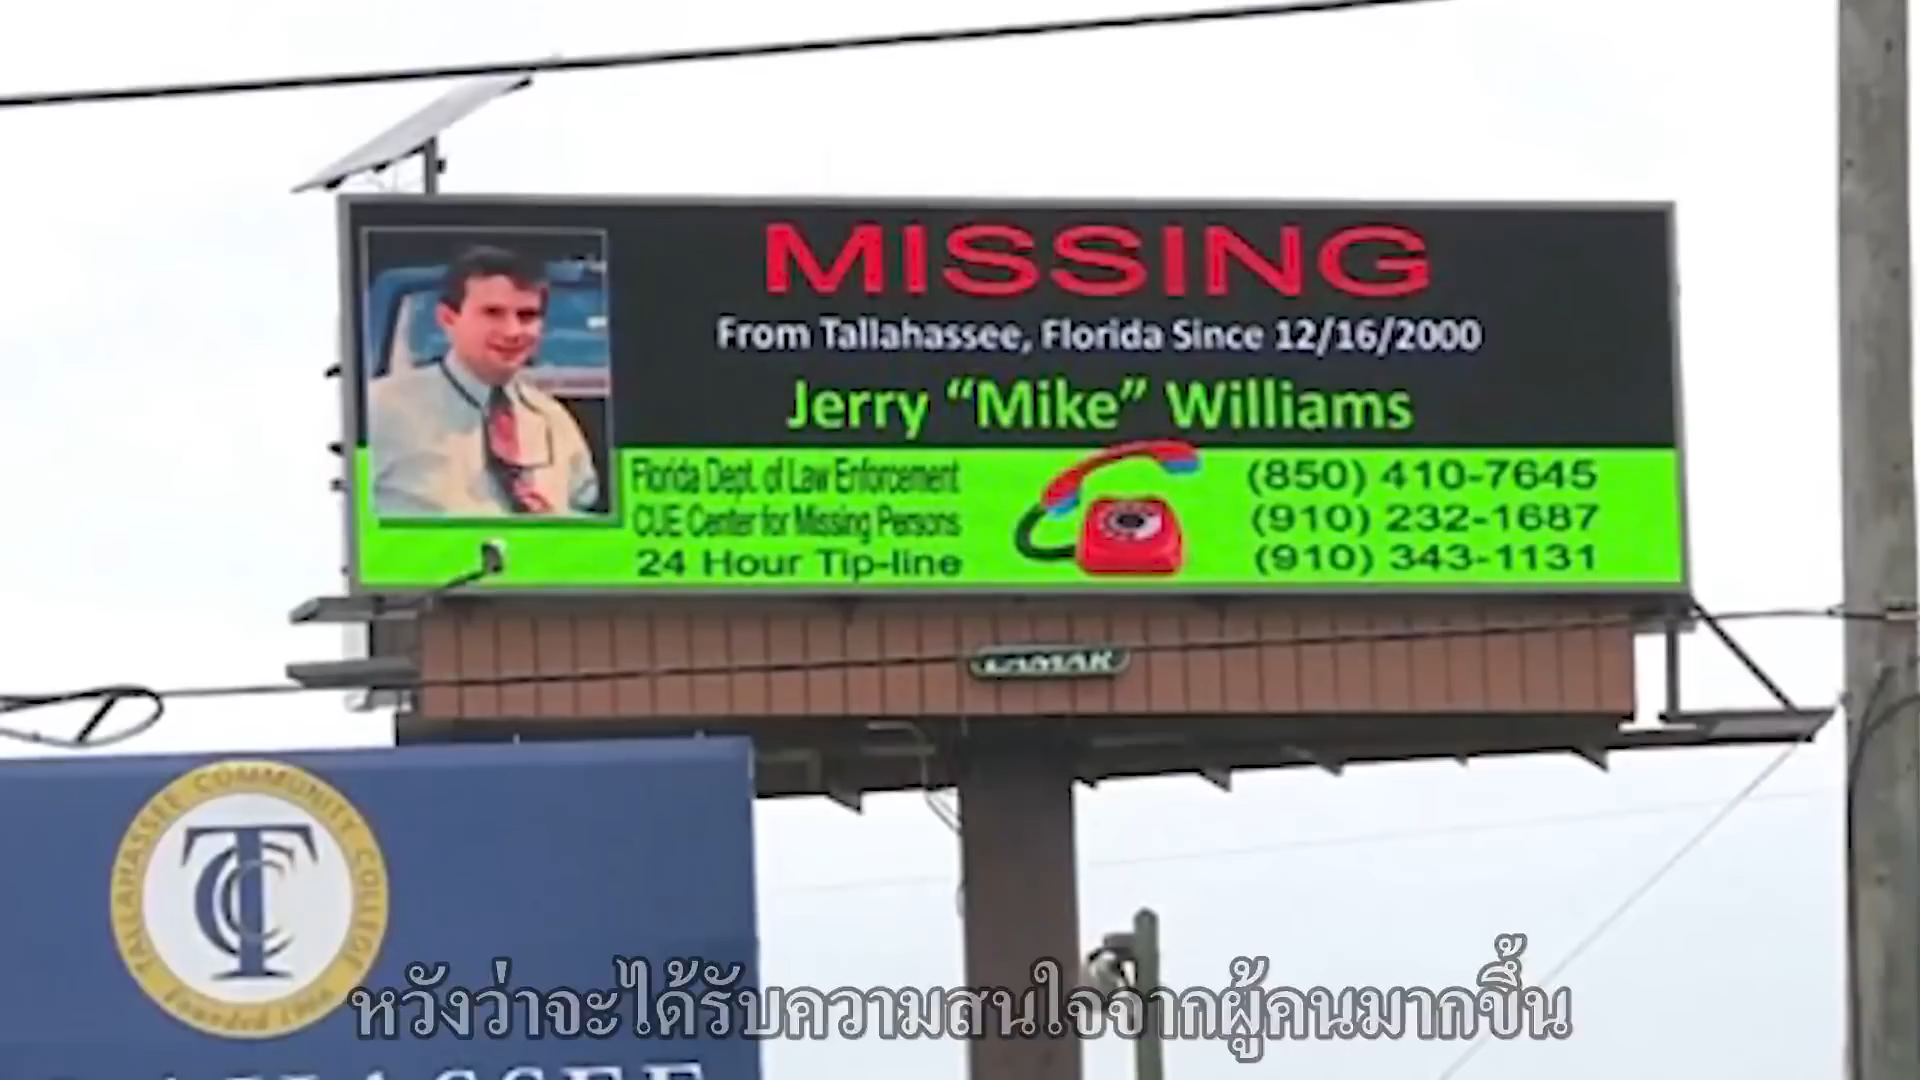 MISSING
From Tallahassee, Florida Since 12/16/2000
Jerry “Mike” Williams
Florida Dept. of Law Enforcement
(850) 410-7645
CUE Center for Missing Persons
(910) 232-1687
24 Hour Tip-line
(910) 343-1131
LAMAR
TALLAHASSEE COMMUNITY COLLEGE
TCC
Founded 1966
หวังว่าจะได้รับความสนใจจากผู้คนมากขึ้น